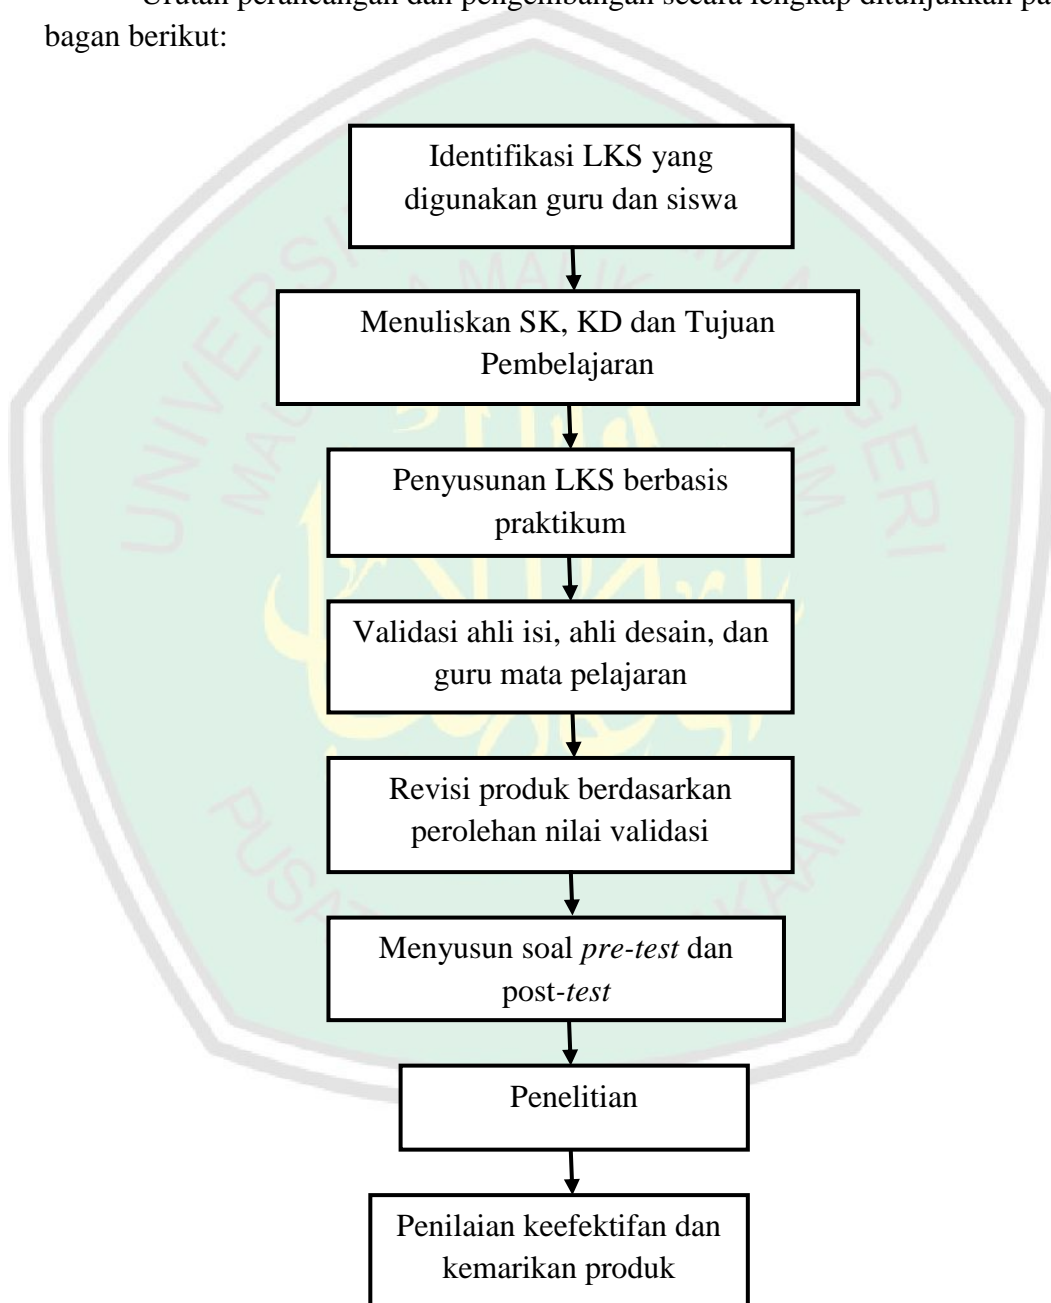 Urutan perancangan dan pengembangan secara lengkap ditunjukkan
bagan berikut:
Identifikasi LKS yang
digunakan guru dan siswa
Menuliskan SK, KD dan Tujuan
Pembelajaran
Penyusunan LKS berbasis
praktikum
Validasi ahli isi, ahli desain, dan
guru mata pelajaran
Revisi produk berdasarkan
perolehan nilai validasi
Menyusun soal pre-test dan
post-test
Penelitian
Penilaian keefektifan dan
kemarikan produk